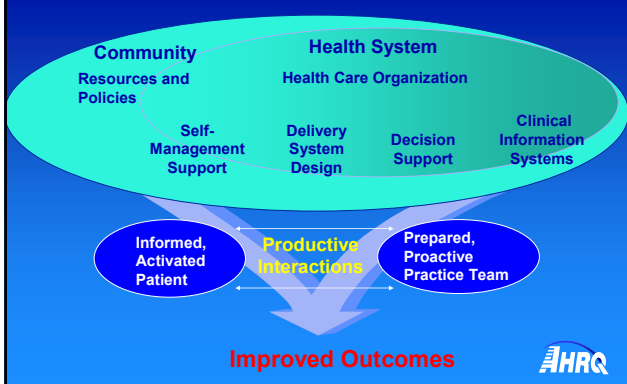 Community
Health System
Resources and
Policies
Health Care Organization
Self-
Management
Support
Delivery
System
Design
Decision
Support
Clinical
Information
Systems
Informed,
Activated
Patient
Productive
Interactions
Prepared,
Proactive
Practice Team
Improved Outcomes
AHRQ